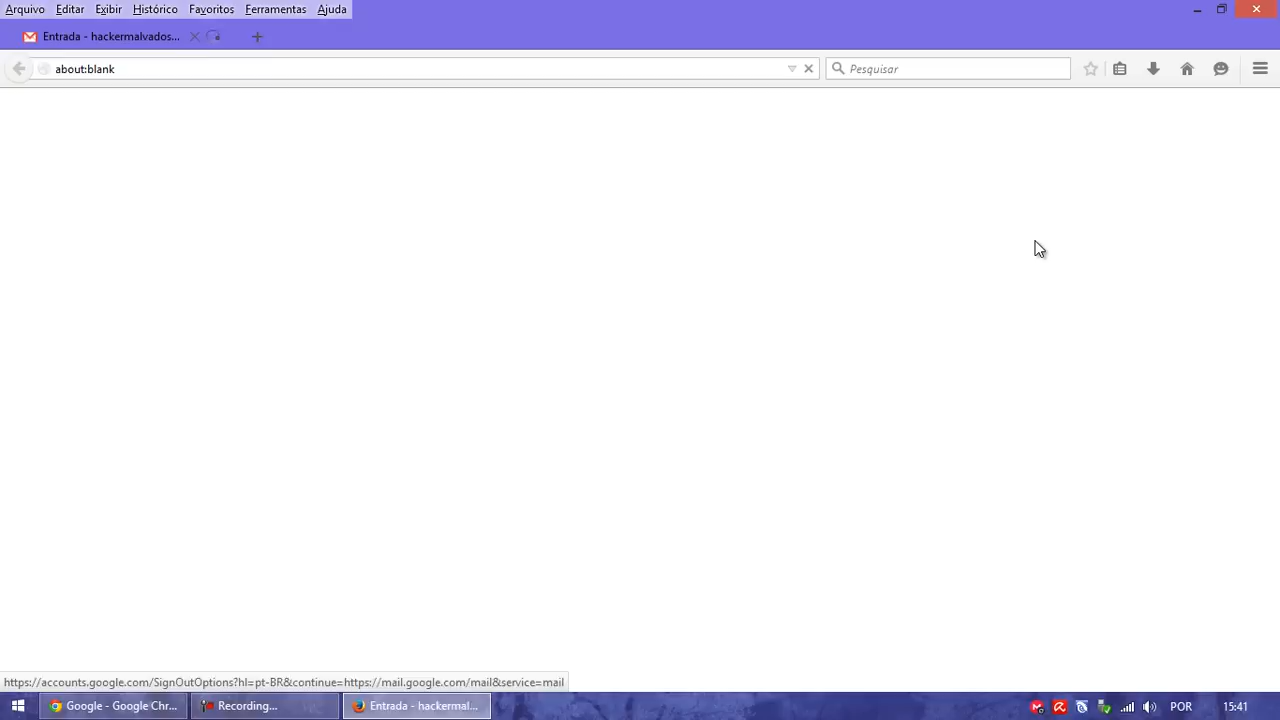 Arquivo Editar Exibir Histórico Favoritos Ferramentas Ajuda
Entrada - hackermalvados...
about:blank
Pesquisar
https://accounts.google.com/SignOutOptions?hl=pt-BR&continue=https://mail.google.com/mail&service=mail
Google - Google Chr... Recording... Entrada - hackermal... POR 15:41